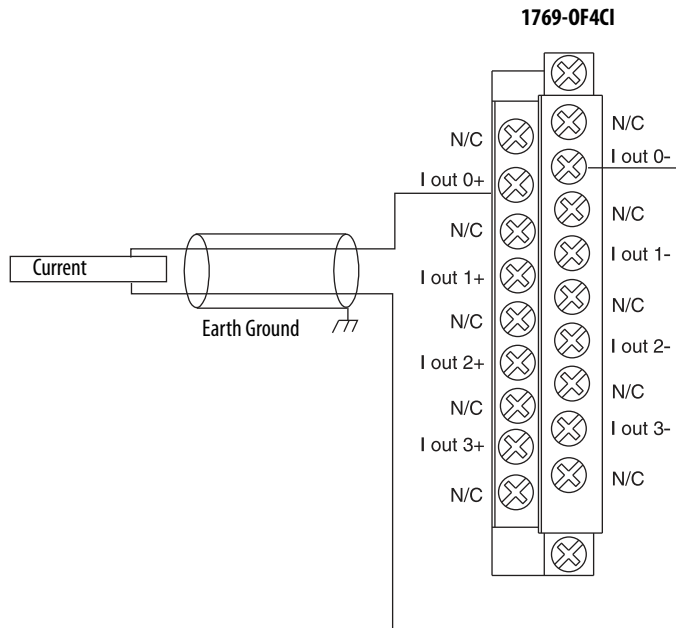 1769-OF4CI
N/C
I out 0+
N/C
I out 1+
N/C
I out 2+
N/C
I out 3+
N/C
N/C
I out 0-
N/C
I out 1-
N/C
I out 2-
N/C
I out 3-
N/C
Current
Earth Ground